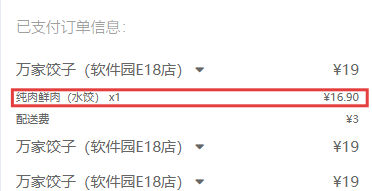 已支付订单信息：
万家饺子（软件园E18店） ¥19
纯肉鲜肉（水饺） x1 ¥16.90
配送费 ¥3
万家饺子（软件园E18店） ¥19
万家饺子（软件园E18店） ¥19